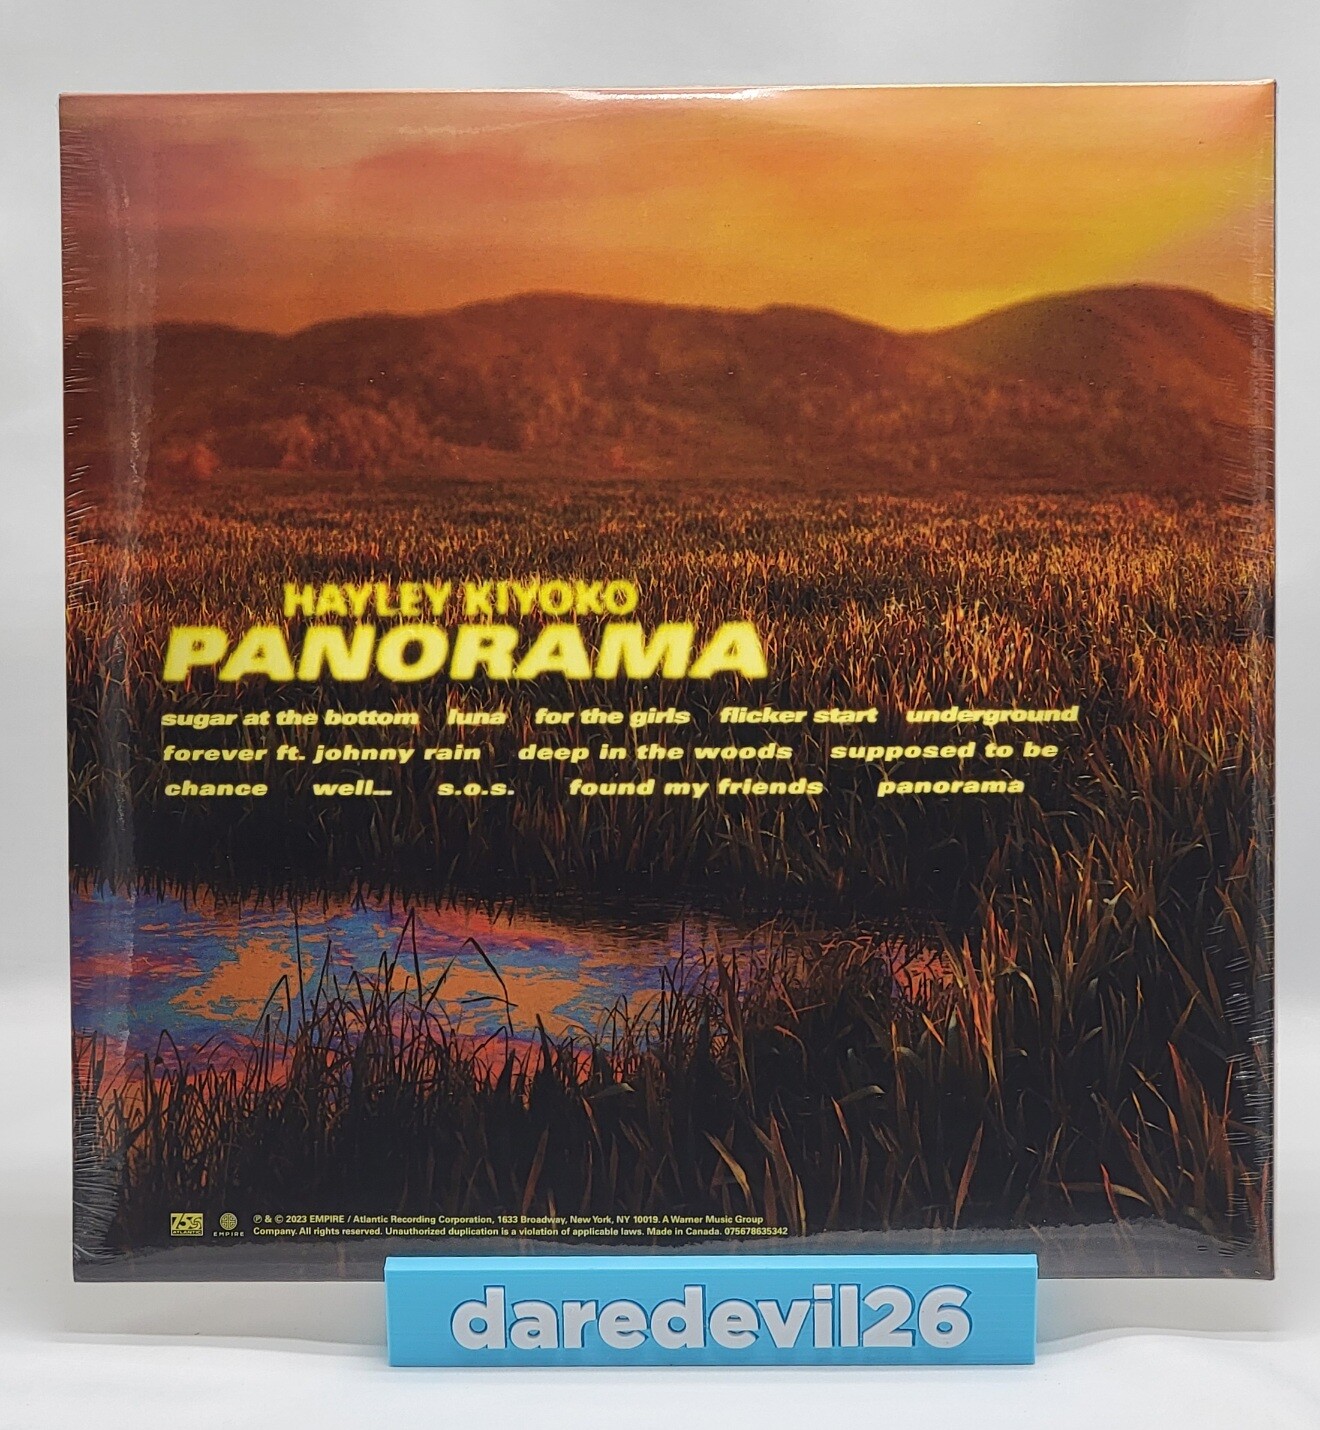 HAYLEY KIYOKO
PANORAMA
sugar at the bottom luna for the girls flicker start underground
forever ft. johnny rain deep in the woods supposed to be
chance well... s.o.s. found my friends panorama
75 ATLANTIC
EMPIRE
℗ & © 2023 EMPIRE / Atlantic Recording Corporation, 1633 Broadway, New York, NY 10019. A Warner Music Group
Company. All rights reserved. Unauthorized duplication is a violation of applicable laws. Made in Canada. 075678635342
daredevil26